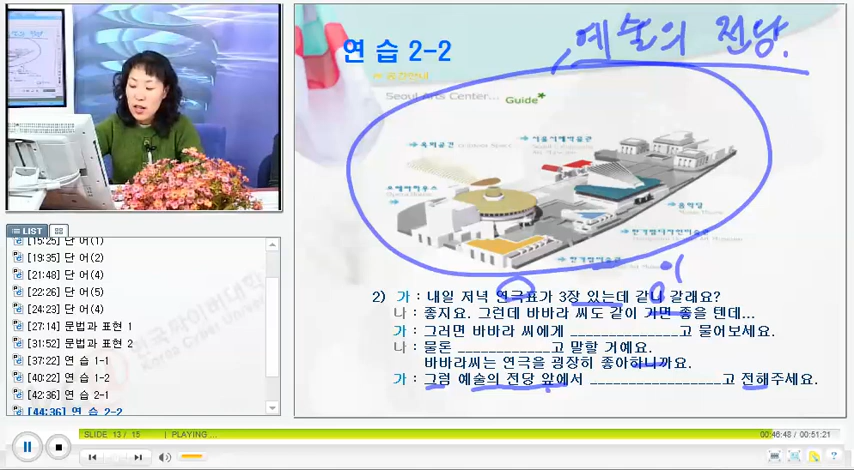 연 습 2-2
예술의 전당.
Seoul Arts Center...
Guide
음악당
2) 가 : 내일 저녁 연극표가 3장 있는데 같니 갈래요?
이
나 : 좋지요. 그런데 바바라 씨도 같이 가면 좋을 텐데...
가 : 그러면 바바라 씨에게 _______________고 물어보세요.
나 : 물론 _____________고 말할 거예요.
바바라씨는 연극을 굉장히 좋아하니까요.
가 : 그럼 예술의 전당 앞에서 __________________고 전해주세요.
LIST
[15:25] 단 어(1)
[19:35] 단 어(2)
[21:48] 단 어(4)
[22:26] 단 어(5)
[24:23] 단 어(4)
[27:14] 문법과 표현 1
[31:52] 문법과 표현 2
[37:22] 연 습 1-1
[40:22] 연 습 1-2
[42:36] 연 습 2-1
[44:36] 연 습 2-2
SLIDE 13 / 15 | PLAYING ...
00:46:48 / 00:51:21